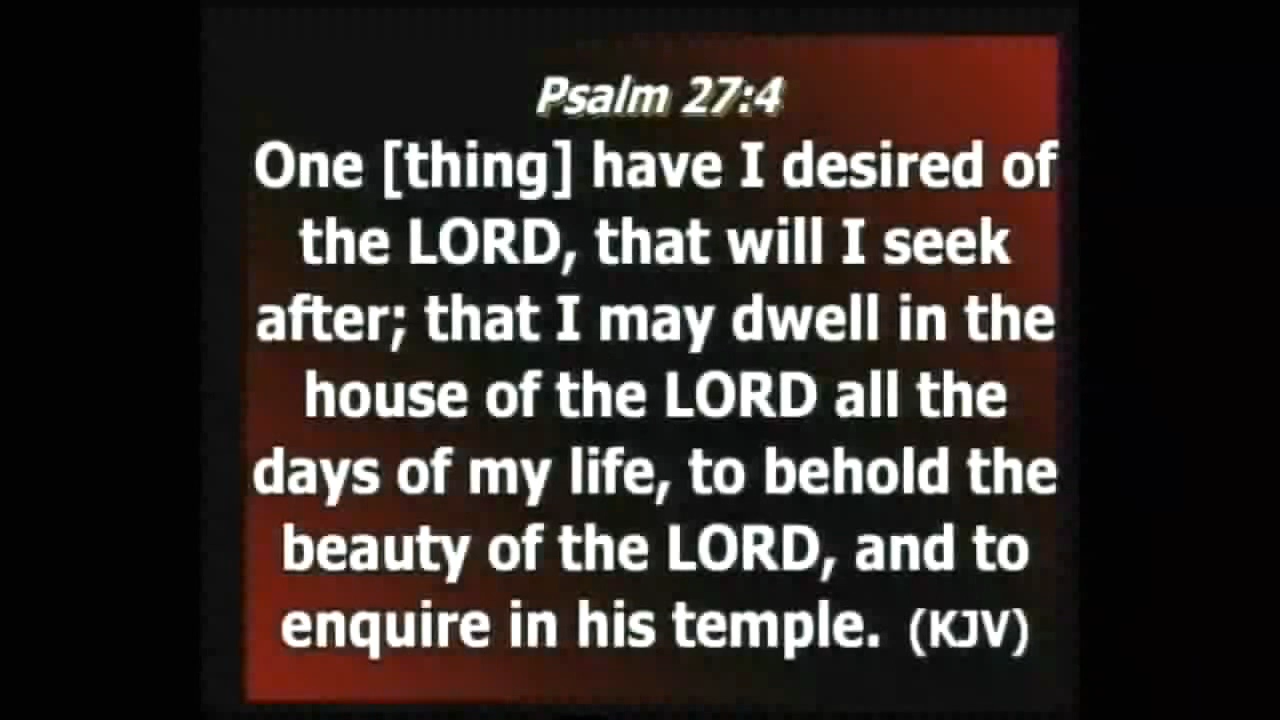 Psalm 27:4
One [thing] have I desired of
the LORD, that will I seek
after; that I may dwell in the
house of the LORD all the
days of my life, to behold the
beauty of the LORD, and to
enquire in his temple. (KJV)